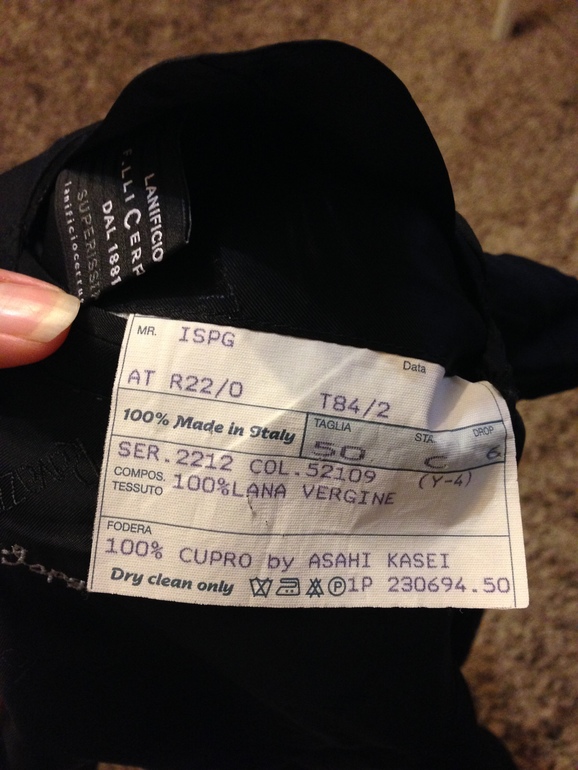 LANIFICIO
F.LLI CERR
DAL 1881
SUPERISSI
lanificiocerru
MR. ISPG
Data
AT R22/0 T84/2
100% Made in Italy
TAGLIA STA. DROP
50 C 6
SER.2212 COL.52109 (Y-4)
COMPOS. TESSUTO 100%LANA VERGINE
FODERA
100% CUPRO by ASAHI KASEI
Dry clean only P 1P 230694.50